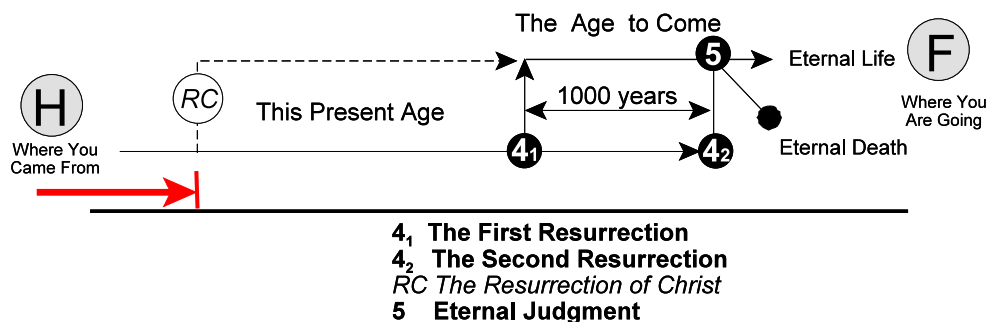 The Age to Come
H
RC
This Present Age
5
Eternal Life
F
1000 years
Where You
Came From
Where You
Are Going
4₁
4₂
Eternal Death
4₁ The First Resurrection
4₂ The Second Resurrection
RC The Resurrection of Christ
5 Eternal Judgment